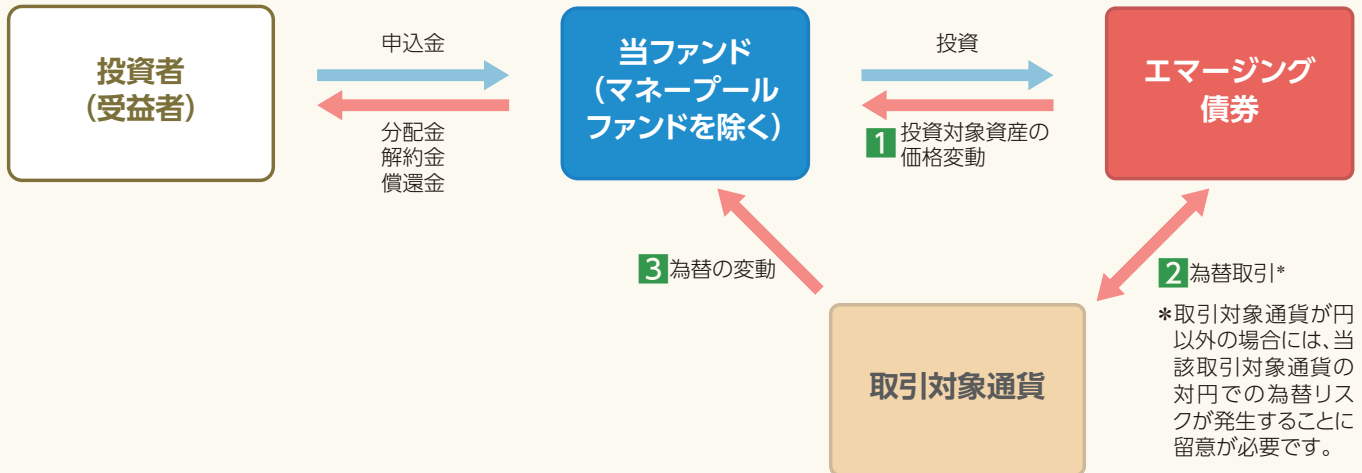 投資者
(受益者)
申込金
分配金
解約金
償還金
当ファンド
(マネープール
ファンドを除く)
投資
1 投資対象資産の
価格変動
エマージング
債券
3 為替の変動
2 為替取引*
*取引対象通貨が円
以外の場合には、当
該取引対象通貨の
対円での為替リス
クが発生することに
留意が必要です。
取引対象通貨